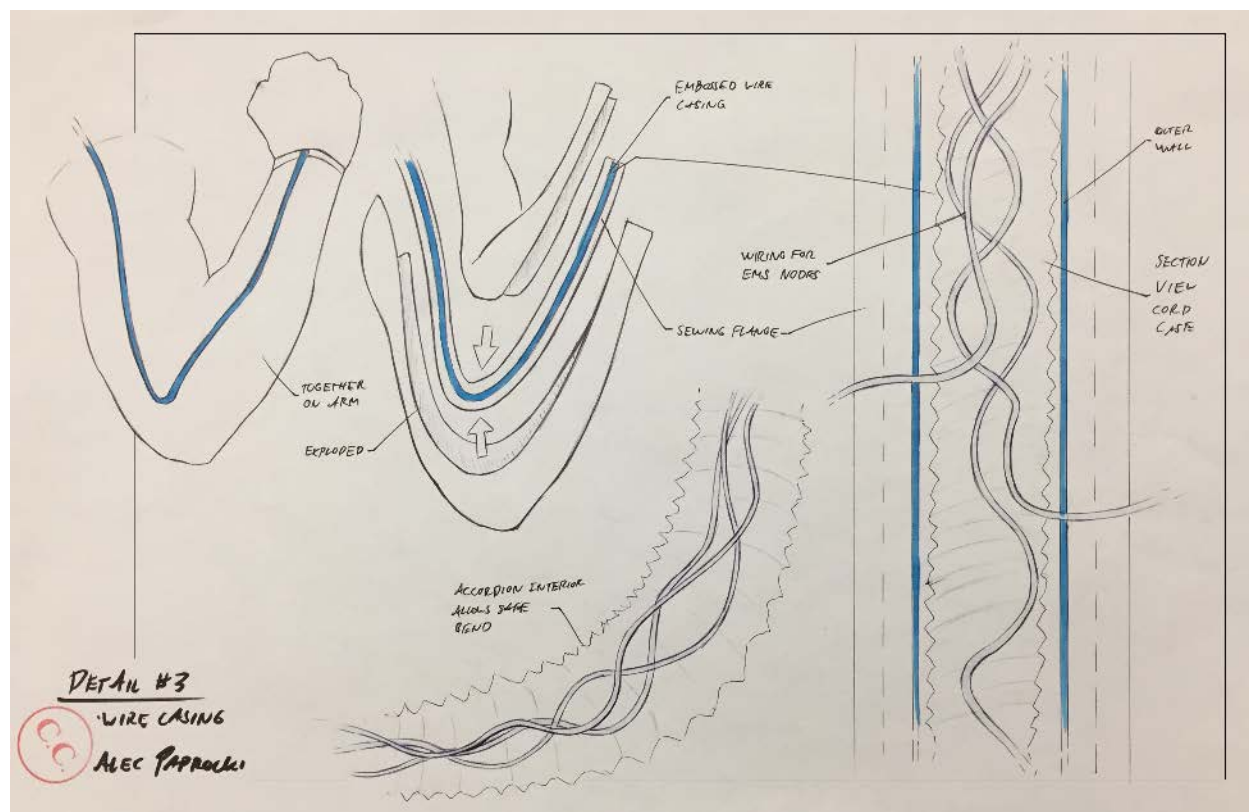 EMBOSSED WIRE
CASING
OUTER
WALL
WIRING FOR
EMS NODES
SECTION
VIEW
CORD
CASE
SEWING FLANGE
TOGETHER
ON ARM
EXPLODED
ACCORDION INTERIOR
ALLOWS SAFE
BEND
DETAIL #3
WIRE CASING
C.C.
ALEC PAPROCKI